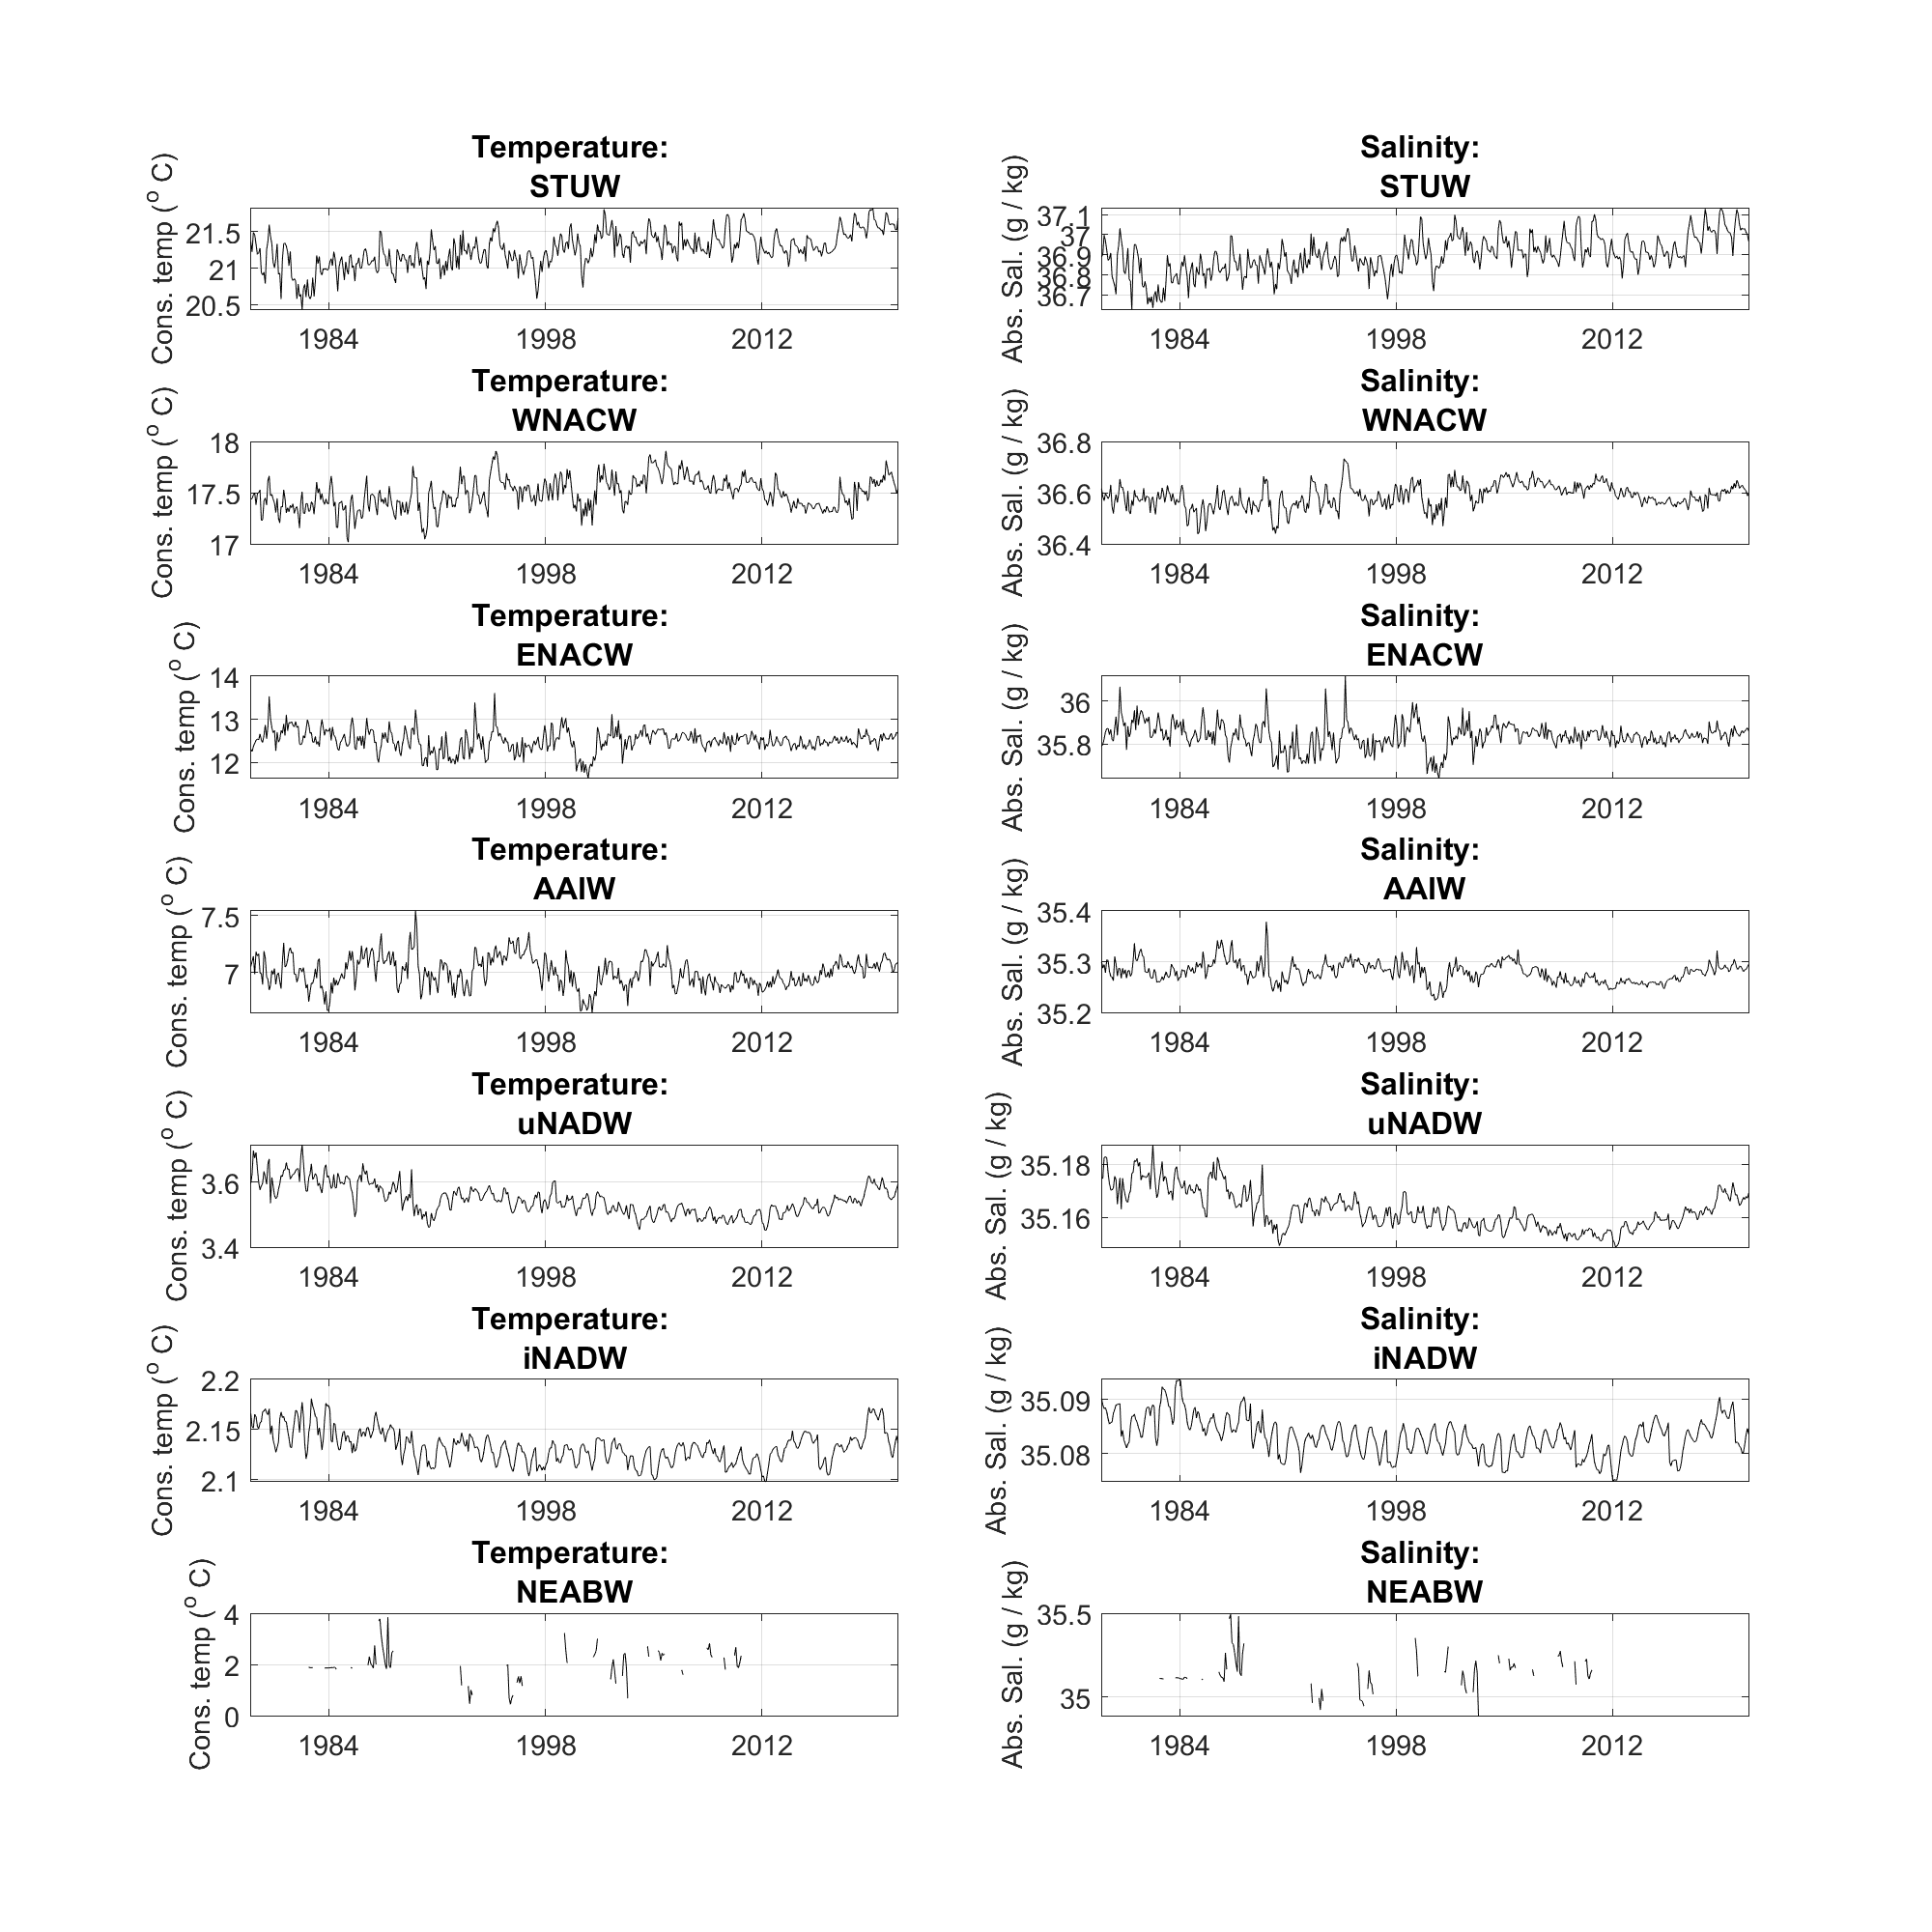 Temperature:
STUW
Cons. temp (o C)
21.5
21
20.5
1984 1998 2012
Salinity:
STUW
Abs. Sal. (g / kg)
37.1
37
36.9
36.8
36.7
1984 1998 2012
Temperature:
WNACW
Cons. temp (o C)
18
17.5
17
1984 1998 2012
Salinity:
WNACW
Abs. Sal. (g / kg)
36.8
36.6
36.4
1984 1998 2012
Temperature:
ENACW
Cons. temp (o C)
14
13
12
1984 1998 2012
Salinity:
ENACW
Abs. Sal. (g / kg)
36
35.8
1984 1998 2012
Temperature:
AAIW
Cons. temp (o C)
7.5
7
1984 1998 2012
Salinity:
AAIW
Abs. Sal. (g / kg)
35.4
35.3
35.2
1984 1998 2012
Temperature:
uNADW
Cons. temp (o C)
3.6
3.4
1984 1998 2012
Salinity:
uNADW
Abs. Sal. (g / kg)
35.18
35.16
1984 1998 2012
Temperature:
iNADW
Cons. temp (o C)
2.2
2.15
2.1
1984 1998 2012
Salinity:
iNADW
Abs. Sal. (g / kg)
35.09
35.08
1984 1998 2012
Temperature:
NEABW
Cons. temp (o C)
4
2
0
1984 1998 2012
Salinity:
NEABW
Abs. Sal. (g / kg)
35.5
35
1984 1998 2012